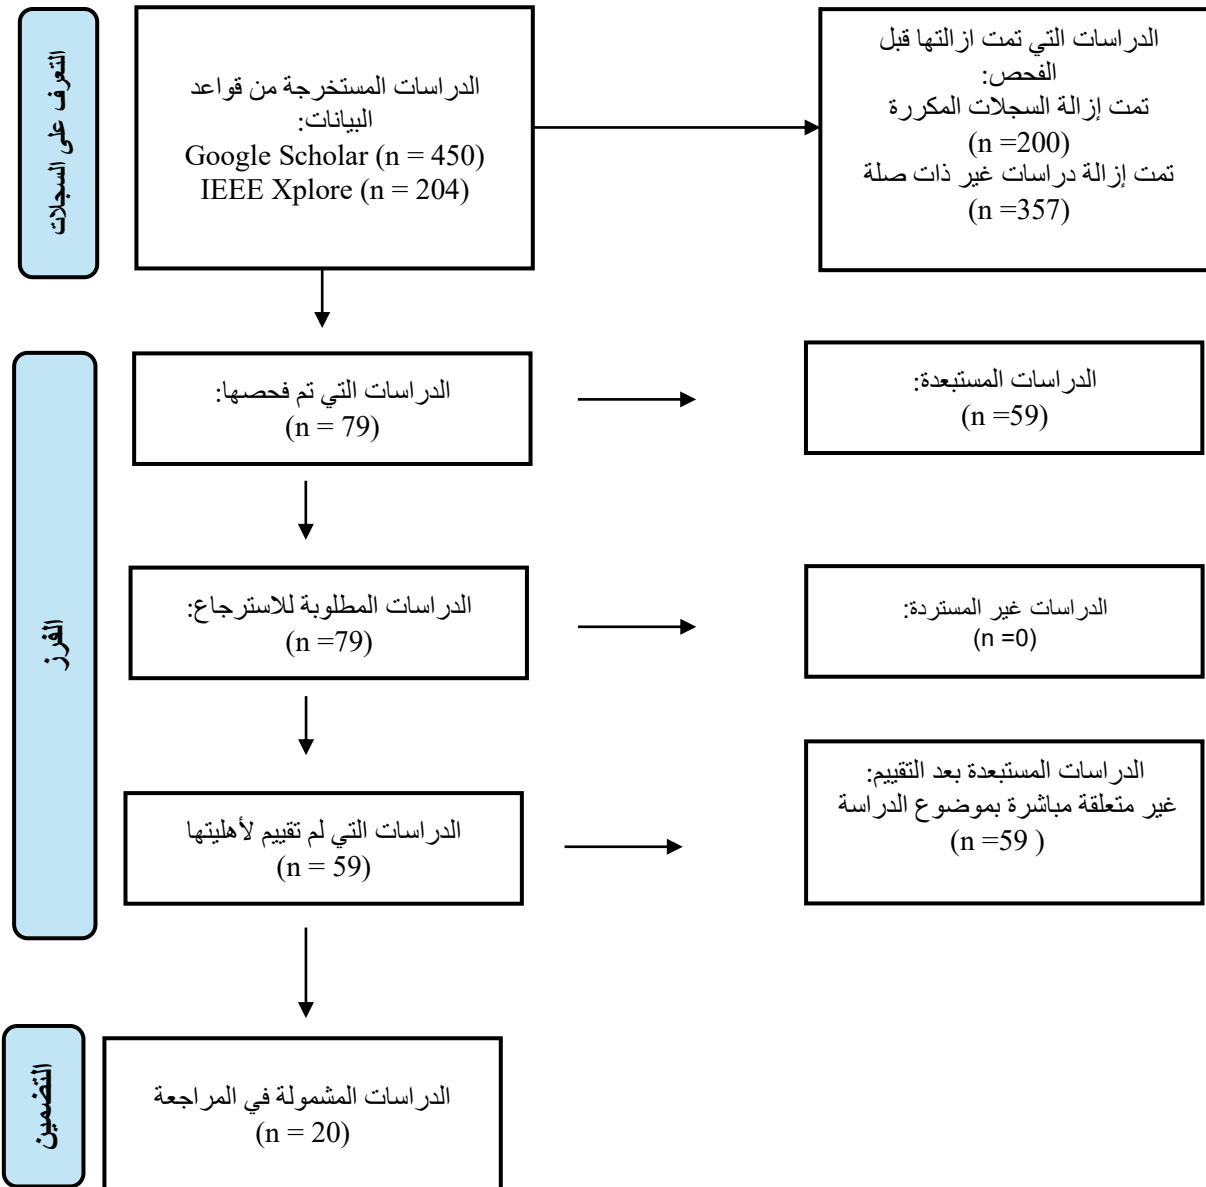 التعرف على السجلات
الدراسات المستخرجة من قواعد
البيانات:
Google Scholar (n = 450)
IEEE Xplore (n = 204)
الدراسات التي تمت ازالتها قبل
الفحص:
تمت إزالة السجلات المكررة
(n =200)
تمت إزالة دراسات غير ذات صلة
(n =357)
الفرز
الدراسات التي تم فحصها:
(n = 79)
الدراسات المستبعدة:
(n =59)
الدراسات المطلوبة للاسترجاع:
(n =79)
الدراسات غير المستردة:
(n =0)
الدراسات التي لم تقييم لأهليتها
(n = 59)
الدراسات المستبعدة بعد التقييم:
غير متعلقة مباشرة بموضوع الدراسة
(n =59 )
التضمين
الدراسات المشمولة في المراجعة
(n = 20)